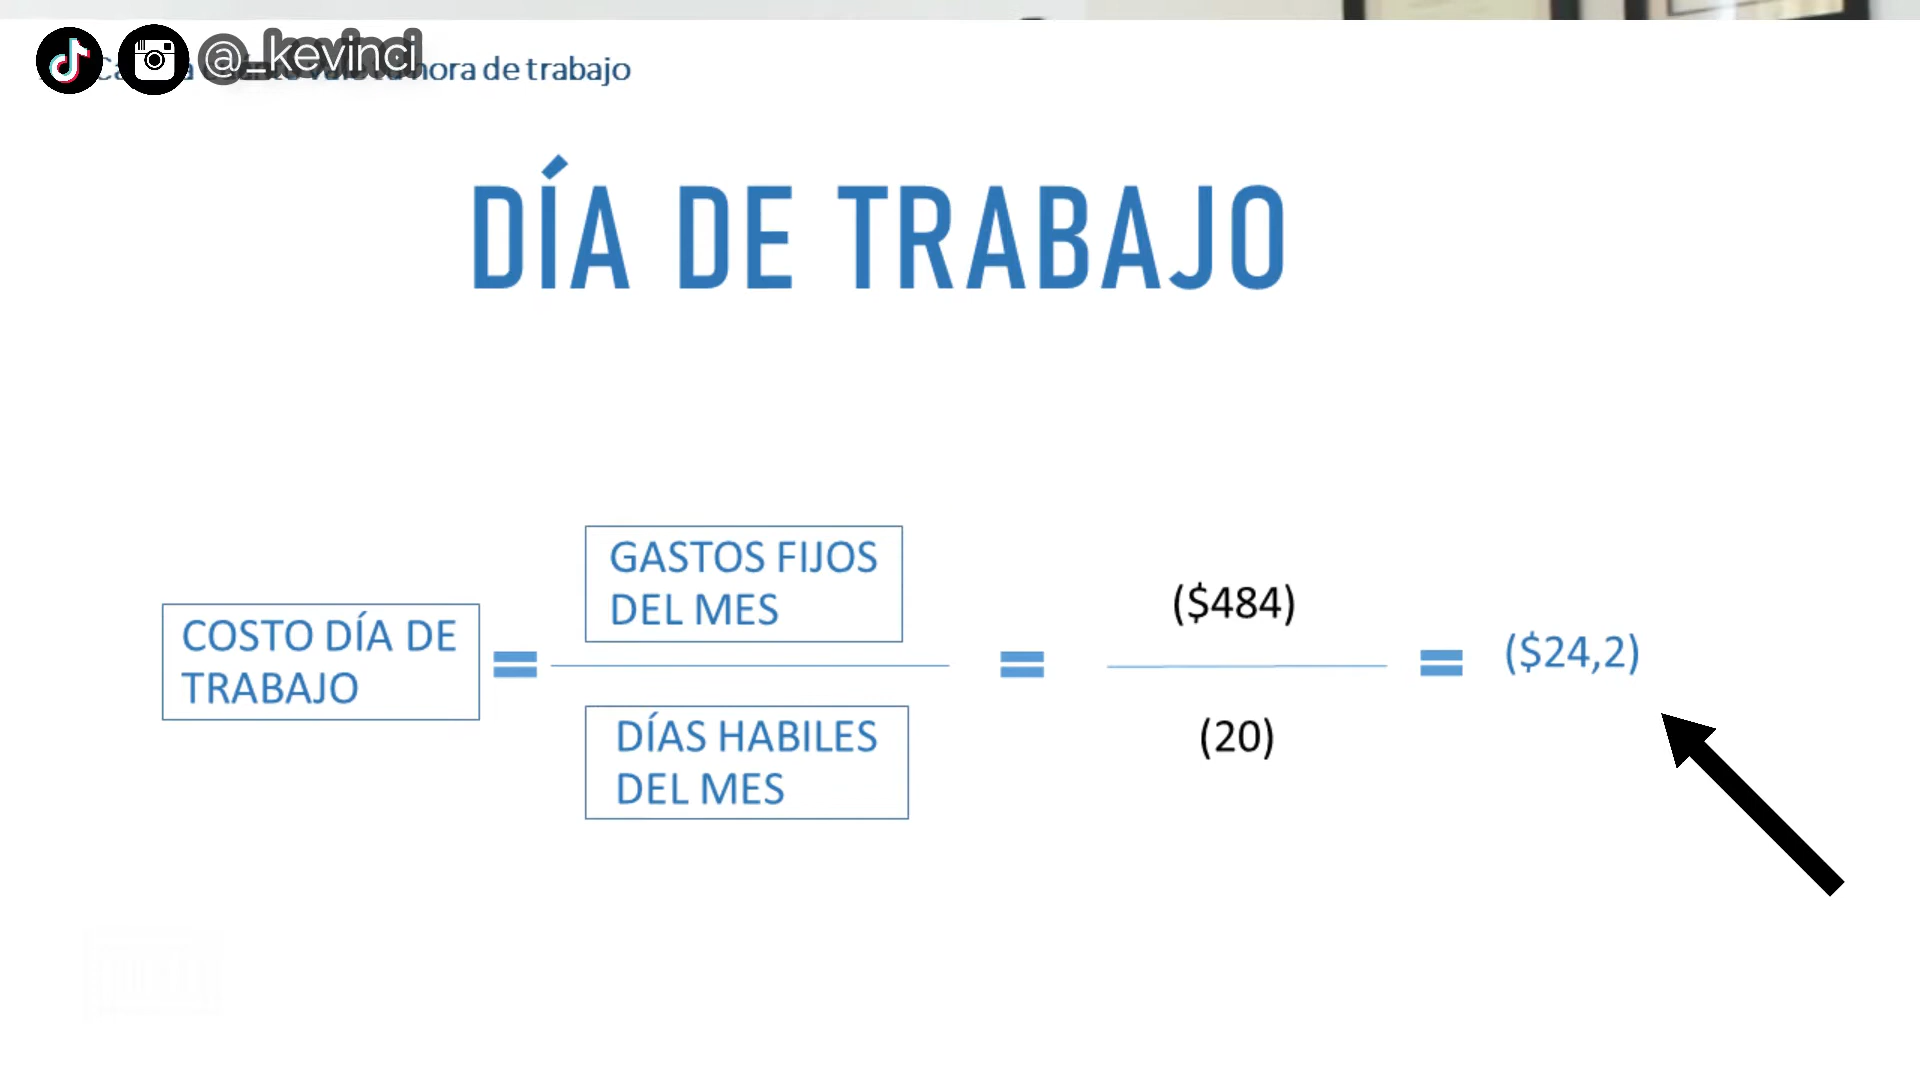 @_kevinci
hora de trabajo
DÍA DE TRABAJO
COSTO DÍA DE
TRABAJO
=
GASTOS FIJOS
DEL MES
DÍAS HABILES
DEL MES
=
($484)
(20)
=
($24,2)